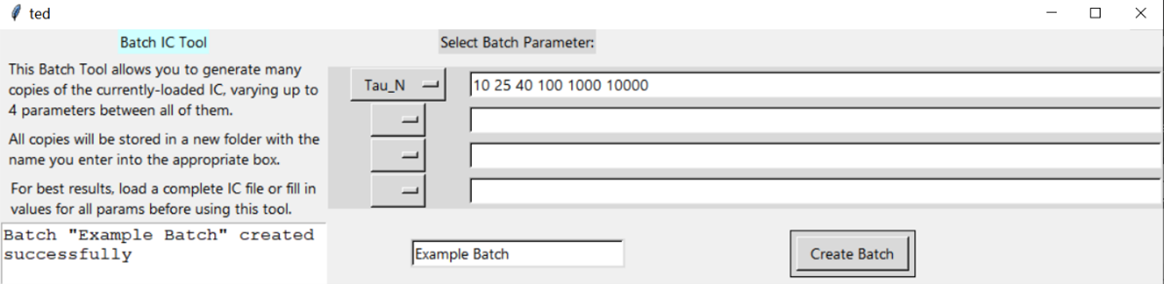 ted
Batch IC Tool
This Batch Tool allows you to generate many
copies of the currently-loaded IC, varying up to
4 parameters between all of them.
All copies will be stored in a new folder with the
name you enter into the appropriate box.
For best results, load a complete IC file or fill in
values for all params before using this tool.
Batch "Example Batch" created
successfully
Select Batch Parameter:
Tau_N
10 25 40 100 1000 10000
Example Batch
Create Batch